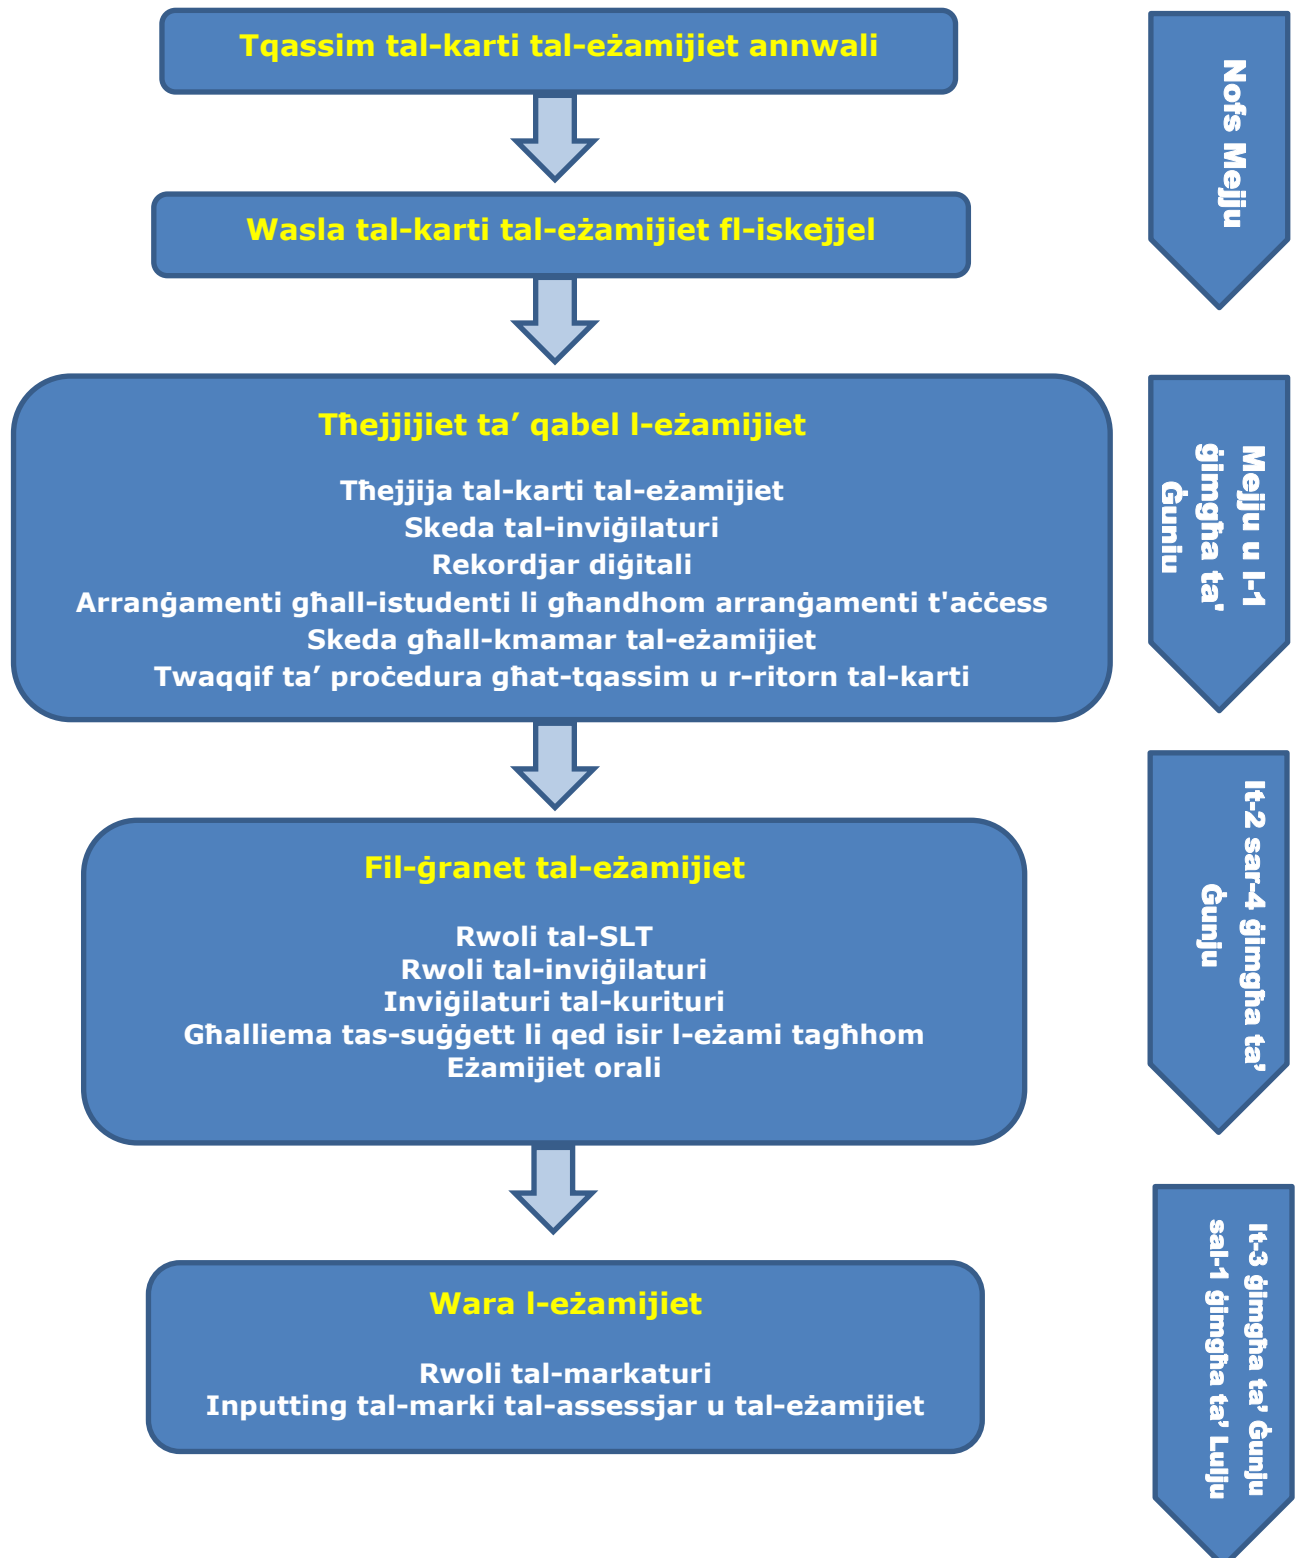 Tqassim tal-karti tal-eżamijiet annwali
Wasla tal-karti tal-eżamijiet fl-iskejjel
Nofs Mejju
Tħejjijiet ta’ qabel l-eżamijiet
Tħejjija tal-karti tal-eżamijiet
Skeda tal-inviġilaturi
Rekordjar diġitali
Arranġamenti għall-istudenti li għandhom arranġamenti t'aċċess
Skeda għall-kmamar tal-eżamijiet
Twaqqif ta’ proċedura għat-tqassim u r-ritorn tal-karti
Mejju u l-1
ġimgħa ta'
Ġuniu
Fil-ġranet tal-eżamijiet
Rwoli tal-SLT
Rwoli tal-inviġilaturi
Inviġilaturi tal-kurituri
Għalliema tas-suġġett li qed isir l-eżami tagħhom
Eżamijiet orali
It-2 sar-4 ġimgħa ta’
Ġunju
Wara l-eżamijiet
Rwoli tal-markaturi
Inputting tal-marki tal-assessjar u tal-eżamijiet
It-3 ġimgħa ta’ Ġunju
sal-1 ġimgħa ta’ Lulju